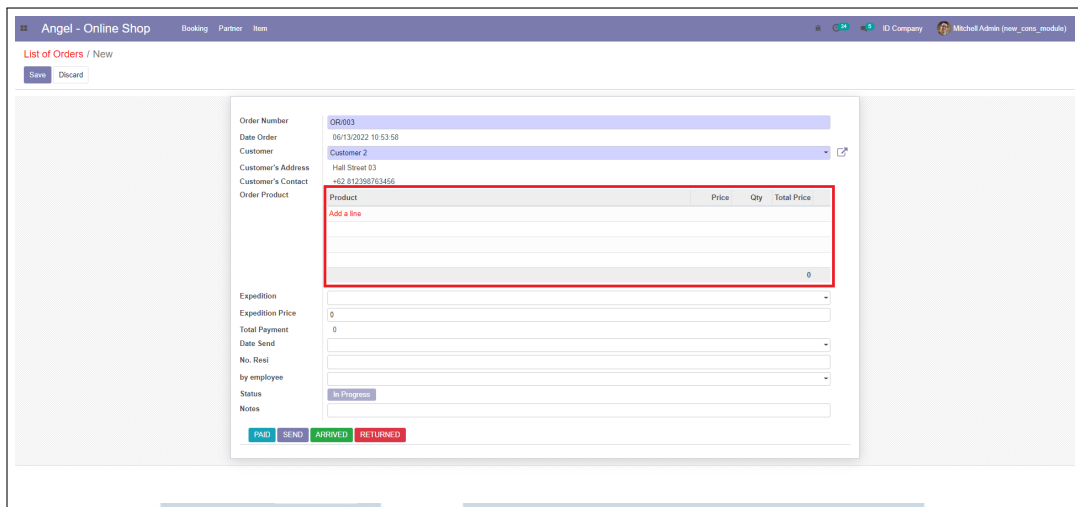 Angel - Online Shop Booking Partner Item 34 5 ID Company Mitchell Admin (new_cons_module)
List of Orders / New
Save Discard
Order Number OR/003
Date Order 06/13/2022 10:53:58
Customer Customer 2
Customer's Address Hall Street 03
Customer's Contact +62 812398763456
Order Product Product Price Qty Total Price
Add a line
0
Expedition
Expedition Price 0
Total Payment 0
Date Send
No. Resi
by employee
Status In Progress
Notes
PAID SEND ARRIVED RETURNED